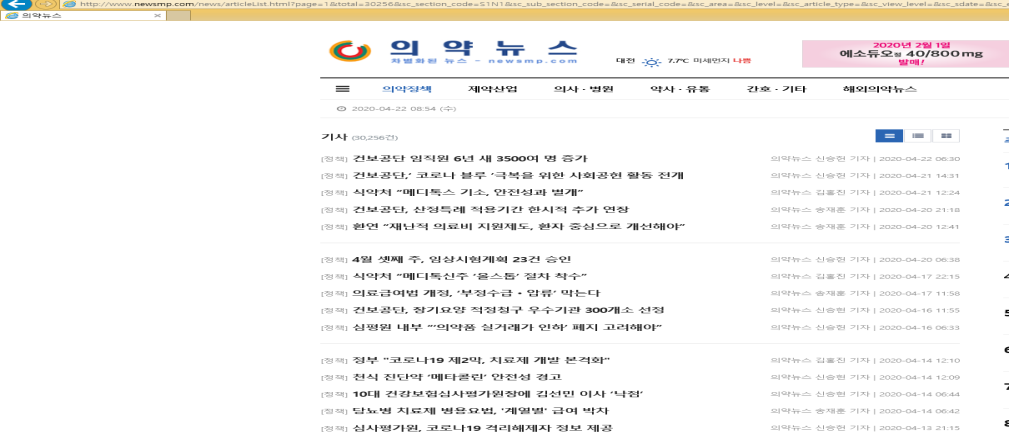 http://www.newsmp.com/news/articleList.html?page=1&total=30256&sc_section_code=S1N1&sc_sub_section_code=&sc_serial_code=&sc_area=&sc_level=&sc_article_type=&sc_view_level=&sc_sdate=&sc_e
의약뉴스 ×
의약뉴스
차별화된 뉴스 - newsmp.com
대전 7.7℃ 미세먼지 나쁨
2020년 2월 1일
에소듀오정 40/800mg
발매!
의약정책 제약산업 의사·병원 약사·유통 간호·기타 해외의약뉴스
2020-04-22 08:54 (수)
기사 (30,256건)
[정책] 건보공단 임직원 6년 새 3500여 명 증가 의약뉴스 신승헌 기자 | 2020-04-22 06:30
[정책] 건보공단,’ 코로나 블루 ‘극복을 위한 사회공헌 활동 전개 의약뉴스 신승헌 기자 | 2020-04-21 14:31
[정책] 식약처 “메디톡스 기소, 안전성과 별개” 의약뉴스 김홍진 기자 | 2020-04-21 12:24
[정책] 건보공단, 산정특례 적용기간 한시적 추가 연장 의약뉴스 송재훈 기자 | 2020-04-20 21:18
[정책] 환연 “재난적 의료비 지원제도, 환자 중심으로 개선해야” 의약뉴스 송재훈 기자 | 2020-04-20 12:41
[정책] 4월 셋째 주, 임상시험계획 23건 승인 의약뉴스 신승헌 기자 | 2020-04-20 06:38
[정책] 식약처 “메디톡신주 ‘올스톱’ 절차 착수” 의약뉴스 김홍진 기자 | 2020-04-17 22:15
[정책] 의료급여법 개정, ‘부정수급·압류’ 막는다 의약뉴스 송재훈 기자 | 2020-04-17 11:58
[정책] 건보공단, 장기요양 적정청구 우수기관 300개소 선정 의약뉴스 신승헌 기자 | 2020-04-16 11:55
[정책] 심평원 내부 “‘의약품 실거래가 인하’ 폐지 고려해야” 의약뉴스 신승헌 기자 | 2020-04-16 06:33
[정책] 정부 "코로나19 제2막, 치료제 개발 본격화" 의약뉴스 김홍진 기자 | 2020-04-14 12:10
[정책] 천식 진단약 ‘메타콜린’ 안전성 경고 의약뉴스 신승헌 기자 | 2020-04-14 12:09
[정책] 10대 건강보험심사평가원장에 김선민 이사 ‘낙점’ 의약뉴스 신승헌 기자 | 2020-04-14 06:44
[정책] 당뇨병 치료제 병용요법, ‘계열별’ 급여 박차 의약뉴스 송재훈 기자 | 2020-04-14 06:42
[정책] 심사평가원, 코로나19 격리해제자 정보 제공 의약뉴스 신승헌 기자 | 2020-04-13 21:15